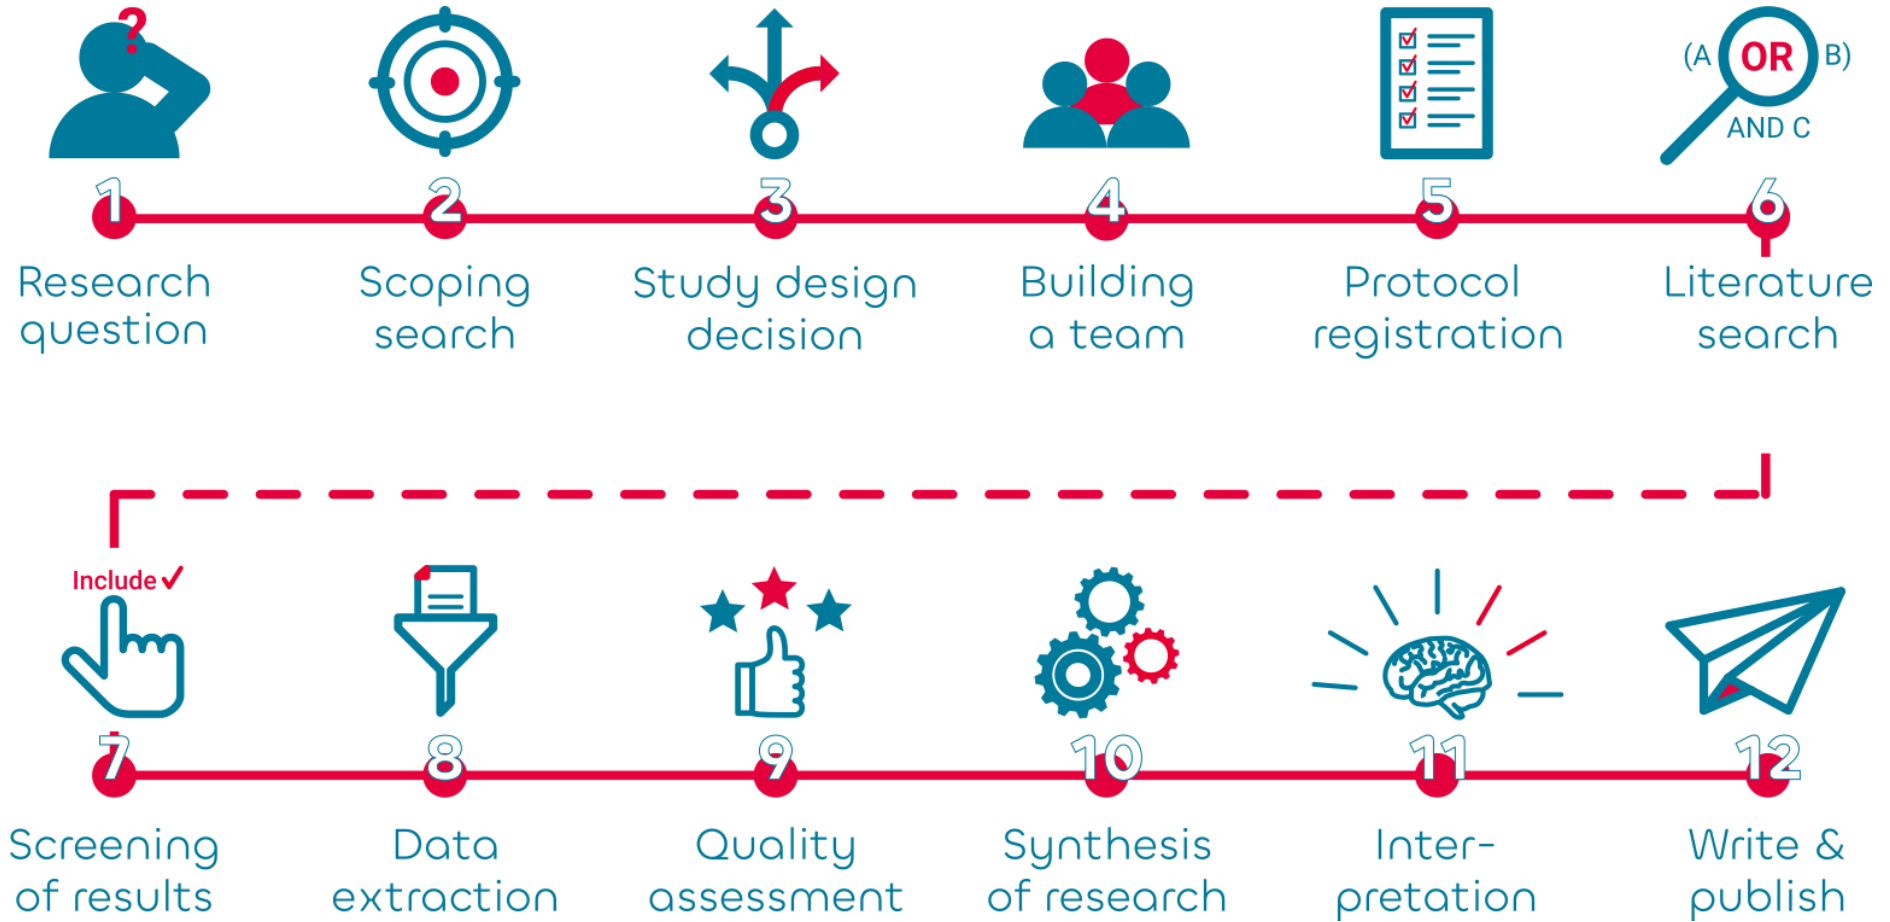 ?
(A OR B)
AND C
1
2
3
4
5
6
Research
question
Scoping
search
Study design
decision
Building
a team
Protocol
registration
Literature
search
Include ✓
7
8
9
10
11
12
Screening
of results
Data
extraction
Quality
assessment
Synthesis
of research
Inter-
pretation
Write &
publish